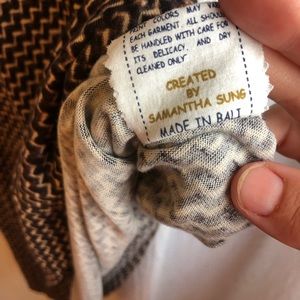 PRINT COLORS MAY
EACH GARMENT. ALL SHOULD
BE HANDLED WITH CARE FOR
ITS DELICACY. AND DRY
CLEANED ONLY
CREATED
BY
SAMANTHA SUNG
MADE IN BALI